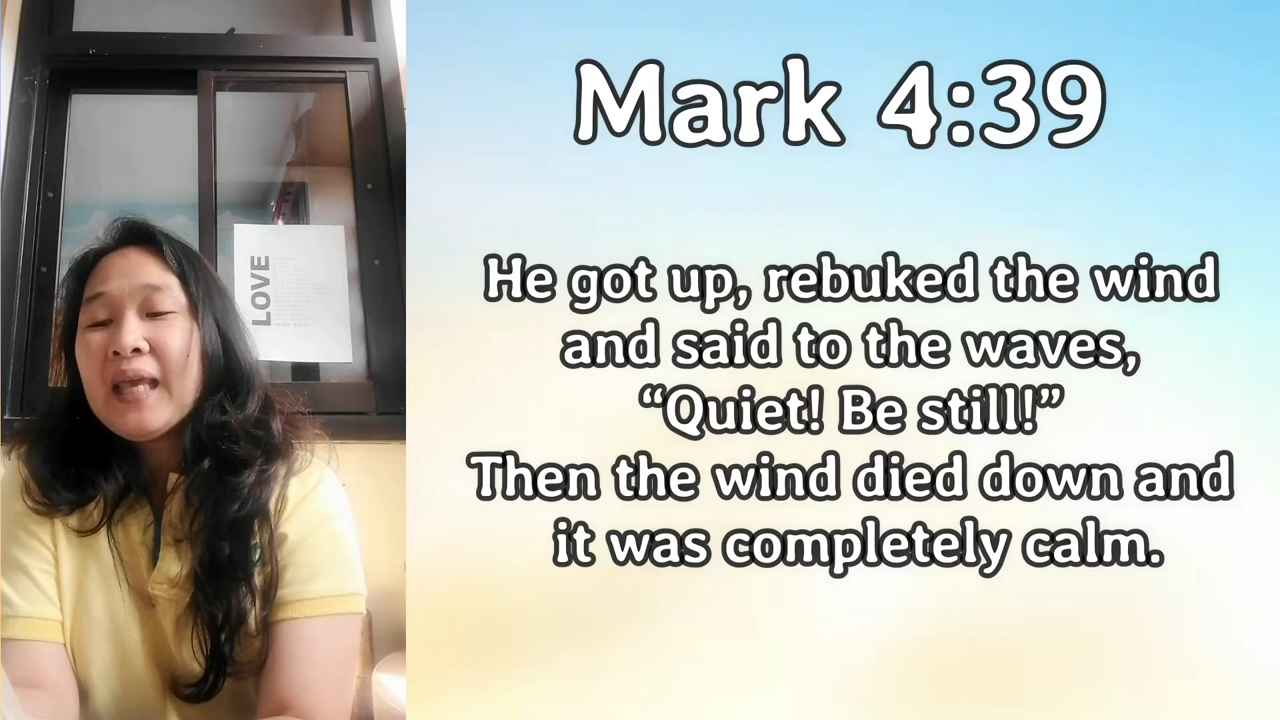 Mark 4:39
He got up, rebuked the wind
and said to the waves,
“Quiet! Be still!”
Then the wind died down and
it was completely calm.
LOVE